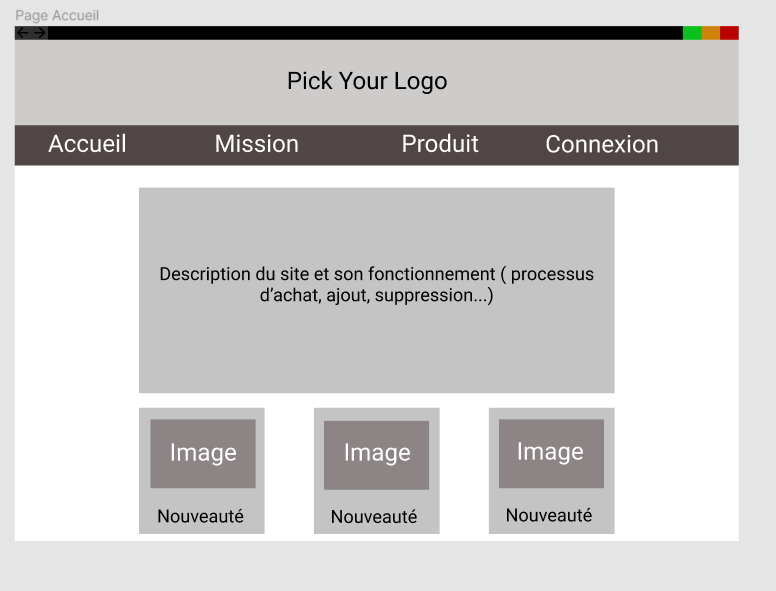 Page Accueil
Pick Your Logo
Accueil Mission Produit Connexion
Description du site et son fonctionnement ( processus
d’achat, ajout, suppression...)
Image Image Image
Nouveauté Nouveauté Nouveauté